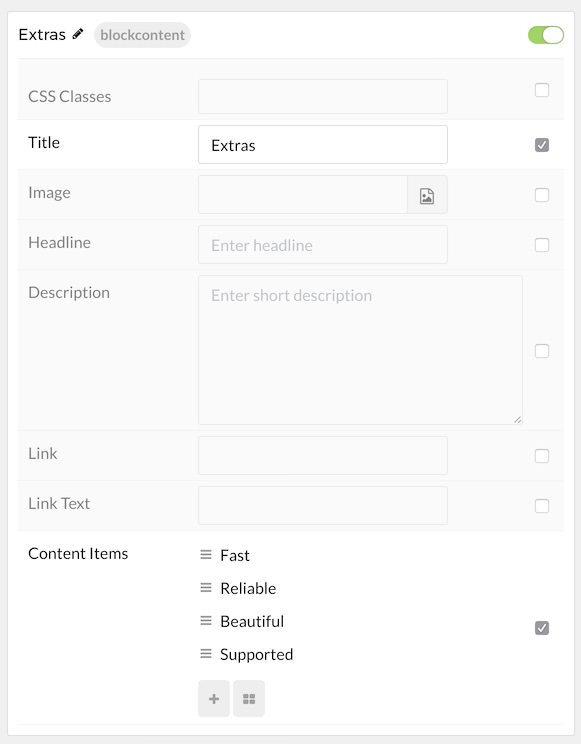 Extras blockcontent
CSS Classes
Title Extras
Image
Headline Enter headline
Description Enter short description
Link
Link Text
Content Items Fast
Reliable
Beautiful
Supported